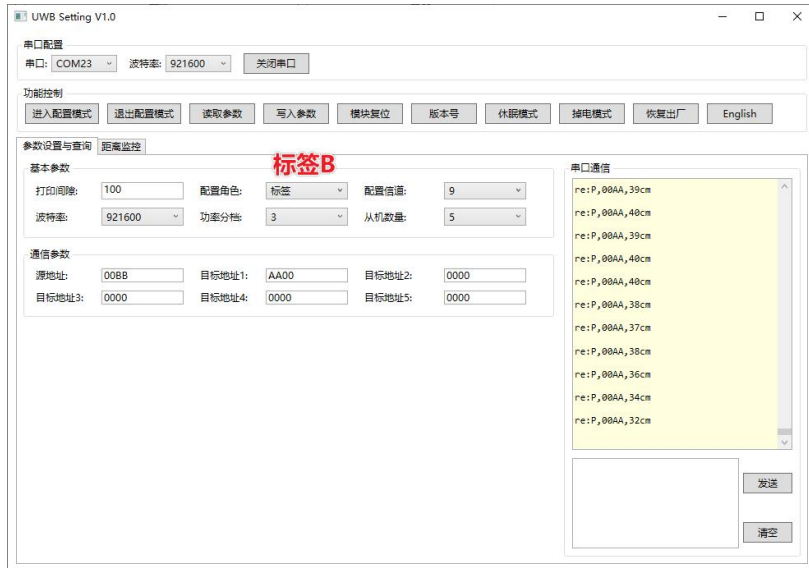 UWB Setting V1.0
串口配置
串口: COM23 波特率: 921600 关闭串口
功能控制
进入配置模式 退出配置模式 读取参数 写入参数 模块复位 版本号 休眠模式 掉电模式 恢复出厂 English
参数设置与查询 距离监控
标签B
基本参数
打印间隙: 100 配置角色: 标签 配置信道: 9
波特率: 921600 功率分档: 3 从机数量: 5
通信参数
源地址: 00BB 目标地址1: AA00 目标地址2: 0000
目标地址3: 0000 目标地址4: 0000 目标地址5: 0000
串口通信
re:P,00AA,39cm
re:P,00AA,40cm
re:P,00AA,39cm
re:P,00AA,40cm
re:P,00AA,40cm
re:P,00AA,38cm
re:P,00AA,37cm
re:P,00AA,38cm
re:P,00AA,36cm
re:P,00AA,34cm
re:P,00AA,32cm
发送
清空